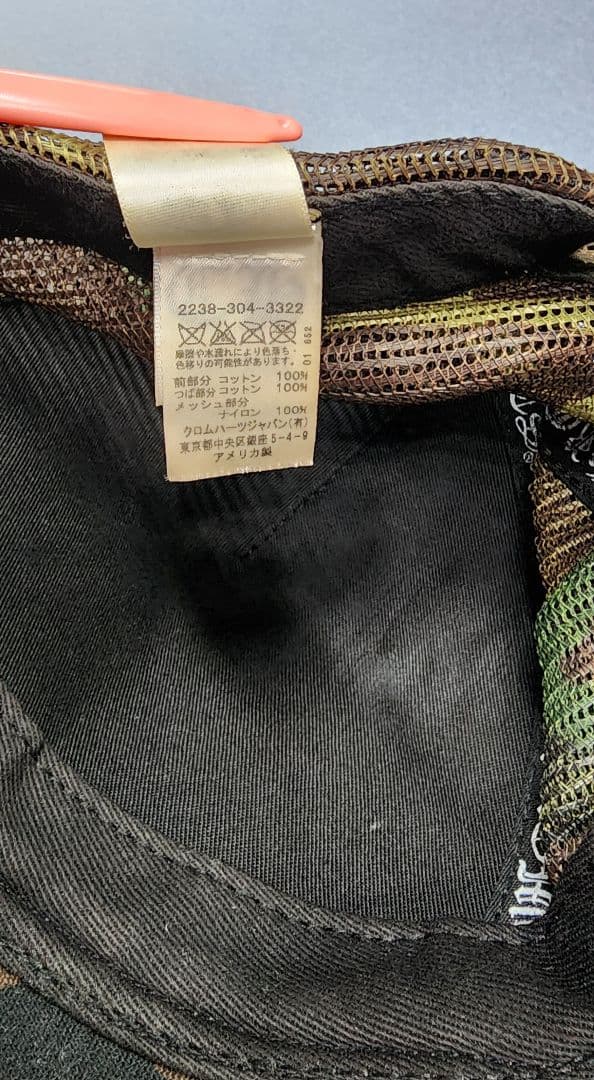 2238-304-3322
摩擦や水濡れにより色落ち・
色移りの可能性があります。
01 652
前部分 コットン 100%
つば部分 コットン 100%
メッシュ部分
ナイロン 100%
クロムハーツジャパン(有)
東京都中央区銀座5-4-9
アメリカ製